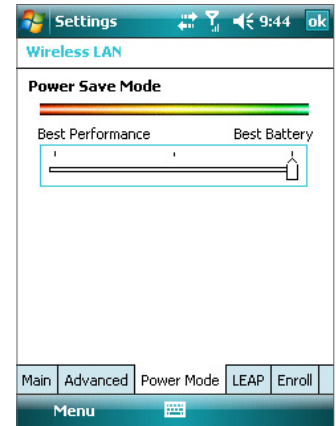 Settings 9:44 ok
Wireless LAN
Power Save Mode
Best Performance Best Battery
Main Advanced Power Mode LEAP Enroll
Menu